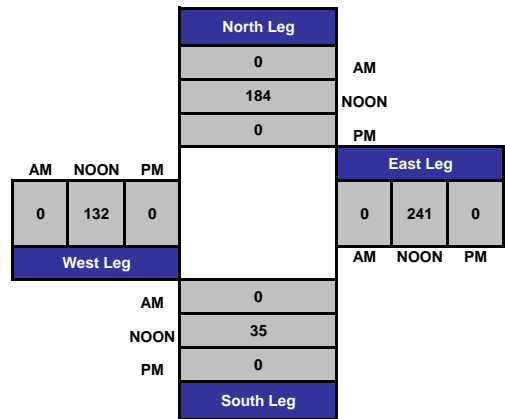 North Leg
0 AM
184 NOON
0 PM
East Leg
AM NOON PM
0 132 0
0 241 0
West Leg
AM NOON PM
AM 0
NOON 35
PM 0
South Leg